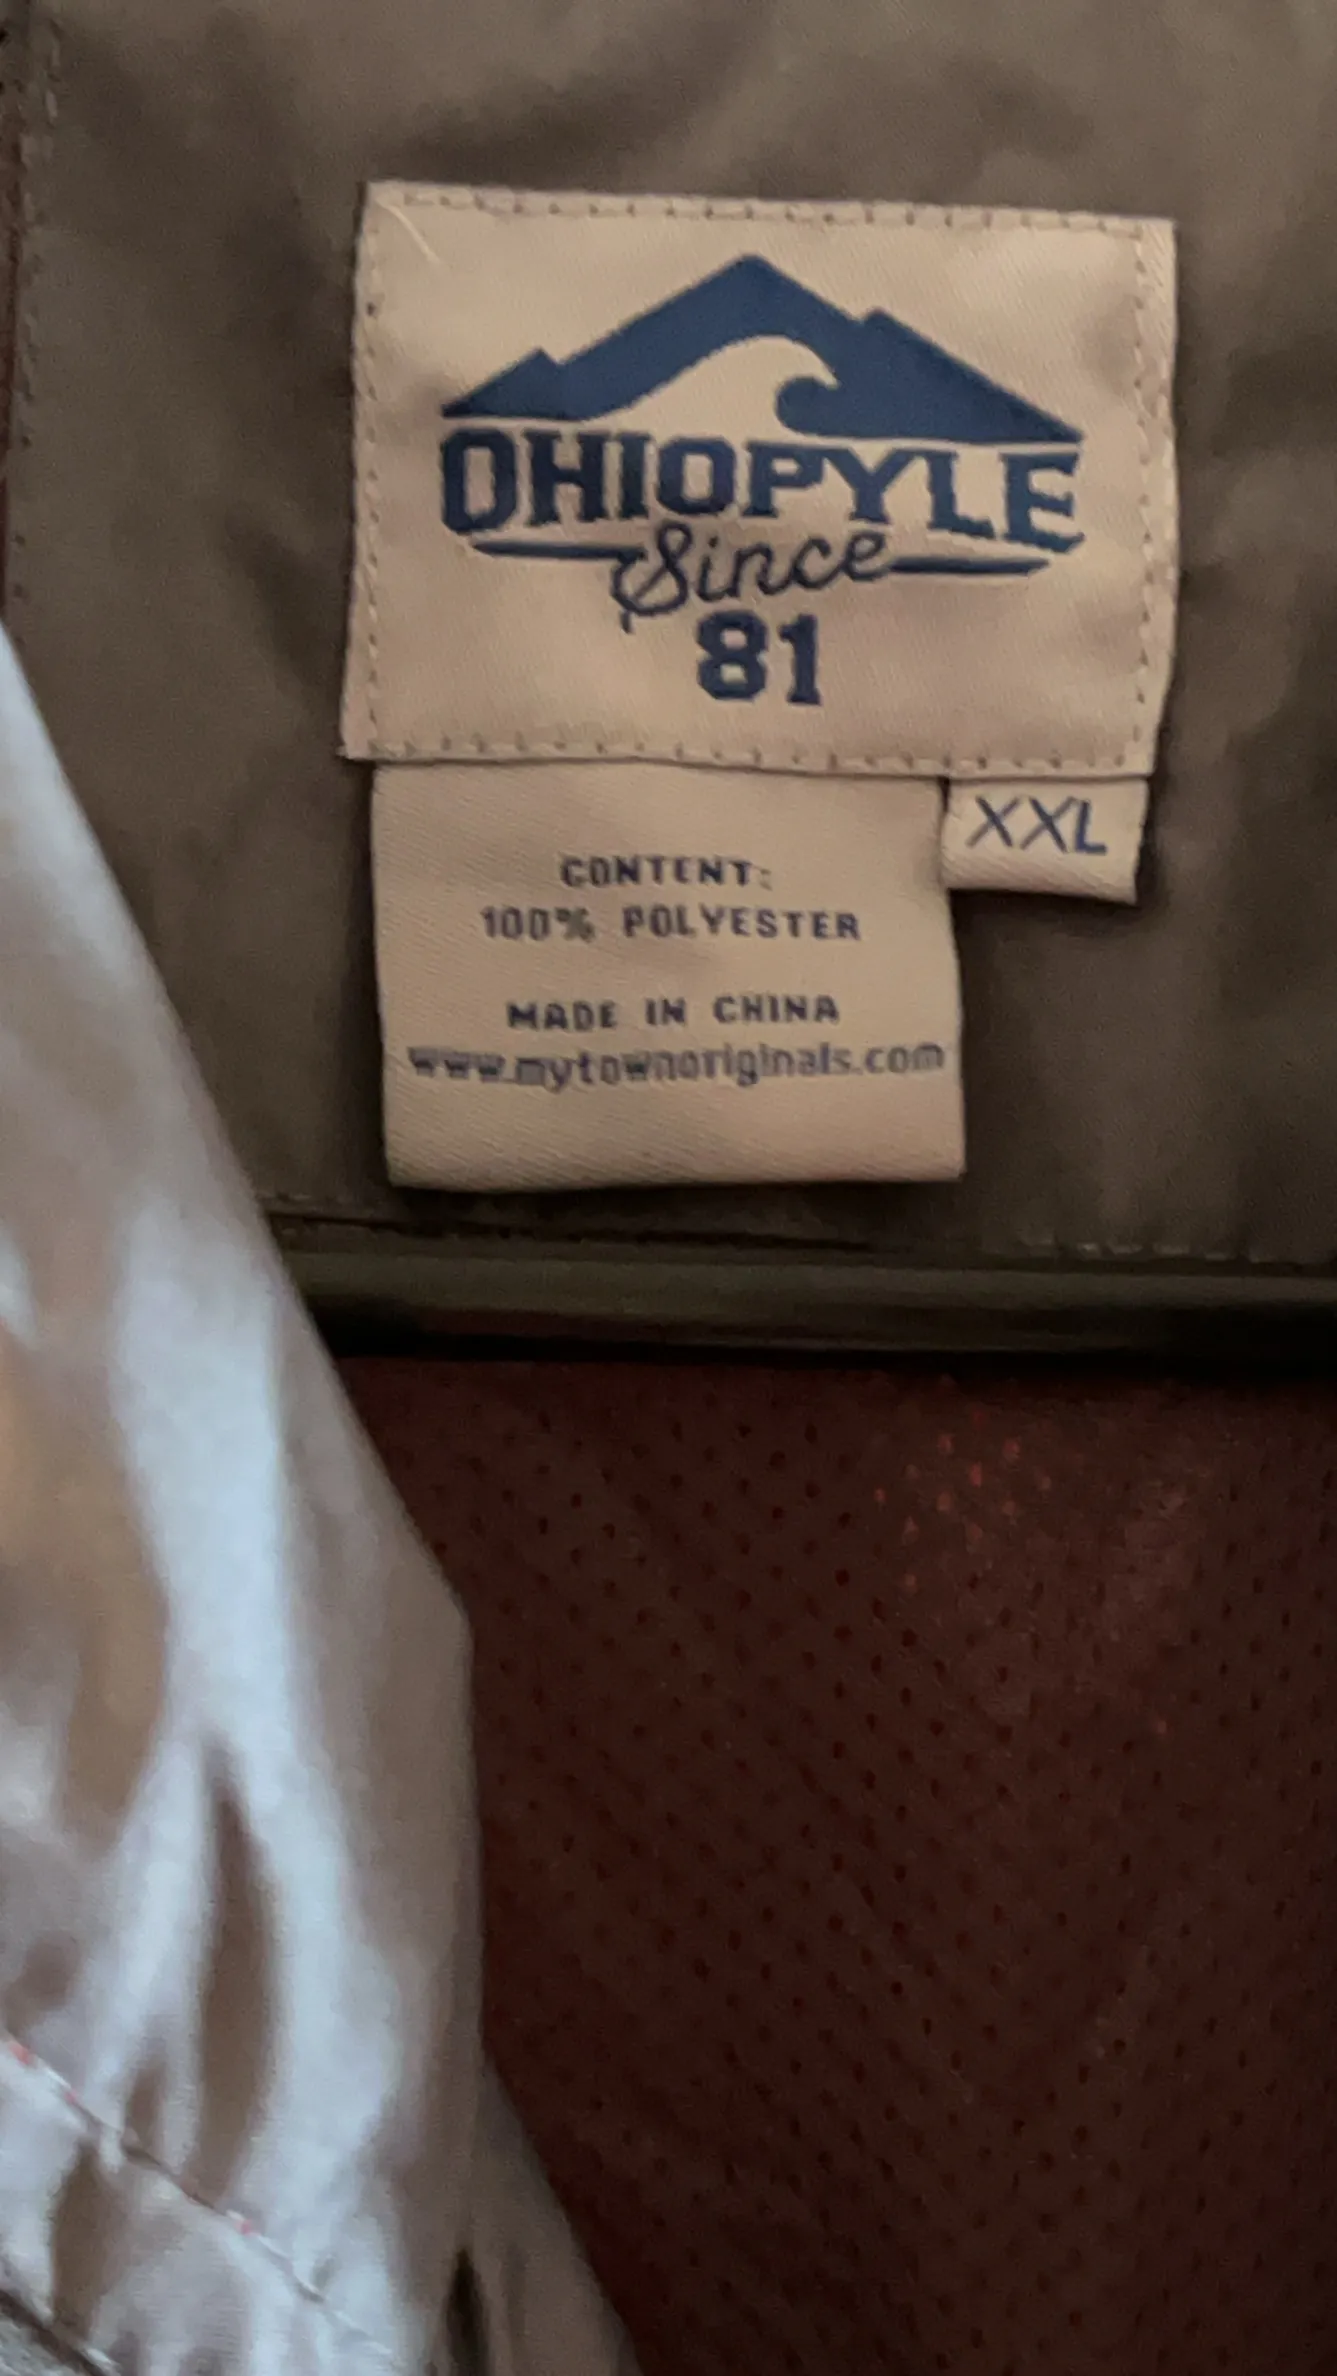 OHIOPYLE
Since
81
XXL
CONTENT:
100% POLYESTER
MADE IN CHINA
www.mytownoriginals.com